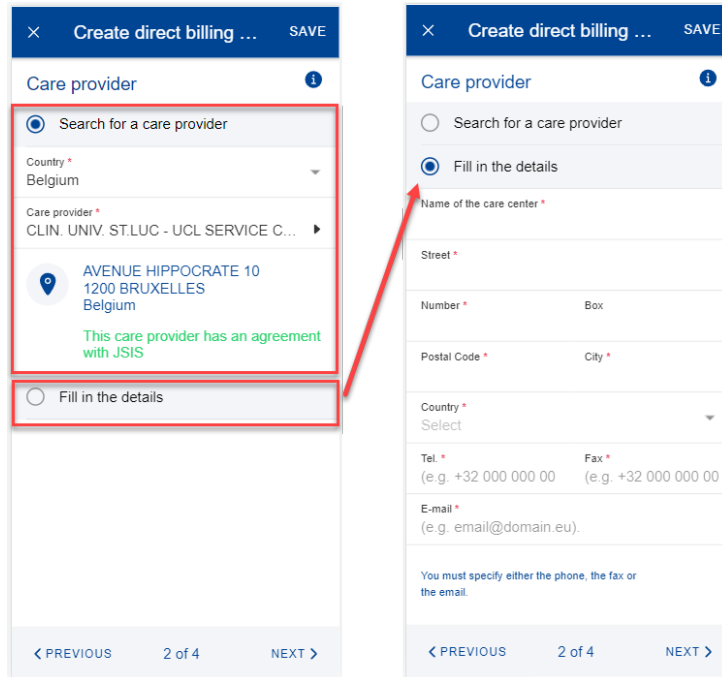 × Create direct billing ... SAVE
Care provider i
Search for a care provider
Country *
Belgium
Care provider *
CLIN. UNIV. ST.LUC - UCL SERVICE C...
AVENUE HIPPOCRATE 10
1200 BRUXELLES
Belgium
This care provider has an agreement
with JSIS
Fill in the details
PREVIOUS 2 of 4 NEXT
× Create direct billing ... SAVE
Care provider i
Search for a care provider
Fill in the details
Name of the care center *
Street *
Number * Box
Postal Code * City *
Country *
Select
Tel. * Fax *
(e.g. +32 000 000 00 (e.g. +32 000 000 00
E-mail *
(e.g. email@domain.eu).
You must specify either the phone, the fax or
the email.
PREVIOUS 2 of 4 NEXT